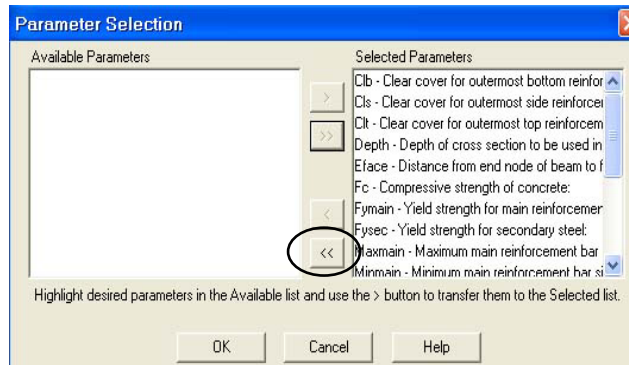 Parameter Selection
Available Parameters
Selected Parameters
Clb - Clear cover for outermost bottom reinfor
Cls - Clear cover for outermost side reinforcer
Clt - Clear cover for outermost top reinforcem
Depth - Depth of cross section to be used in
Eface - Distance from end node of beam to f
Fc - Compressive strength of concrete:
Fymain - Yield strength for main reinforcemer
Fysec - Yield strength for secondary steel:
Maxmain - Maximum main reinforcement bar
Minmain - Minimum main reinforcement bar si
>
>>
<
<<
Highlight desired parameters in the Available list and use the > button to transfer them to the Selected list.
OK
Cancel
Help